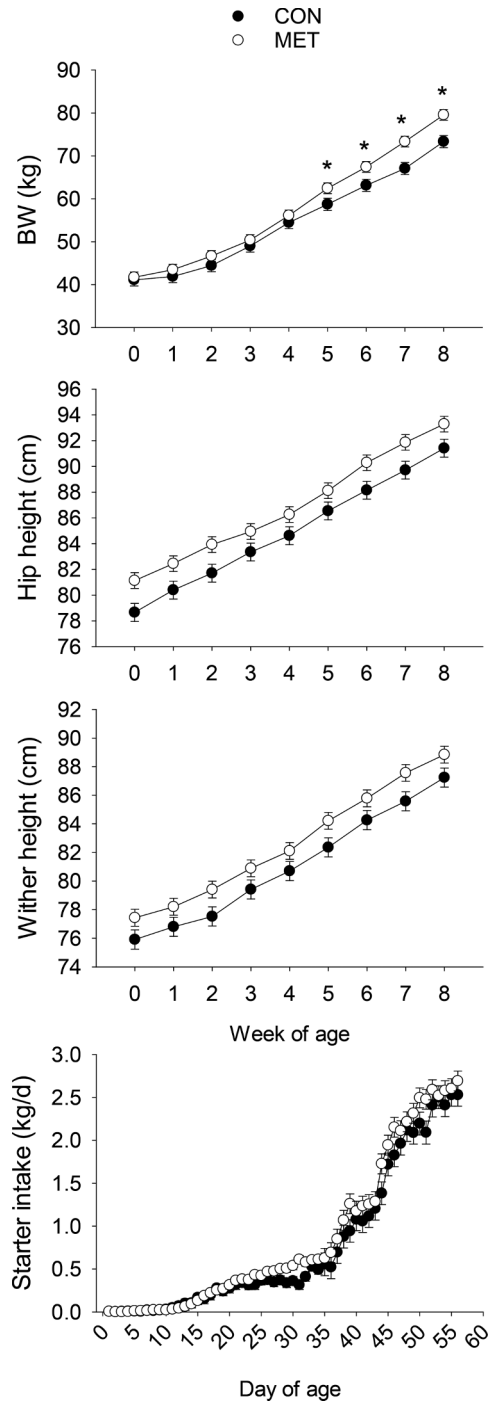 CON
MET
BW (kg)
90
80
70
60
50
40
30
* * * *
0 1 2 3 4 5 6 7 8
Hip height (cm)
96
94
92
90
88
86
84
82
80
78
76
0 1 2 3 4 5 6 7 8
Wither height (cm)
92
90
88
86
84
82
80
78
76
74
0 1 2 3 4 5 6 7 8
Week of age
Starter intake (kg/d)
3.0
2.5
2.0
1.5
1.0
0.5
0.0
0 5 10 15 20 25 30 35 40 45 50 55 60
Day of age